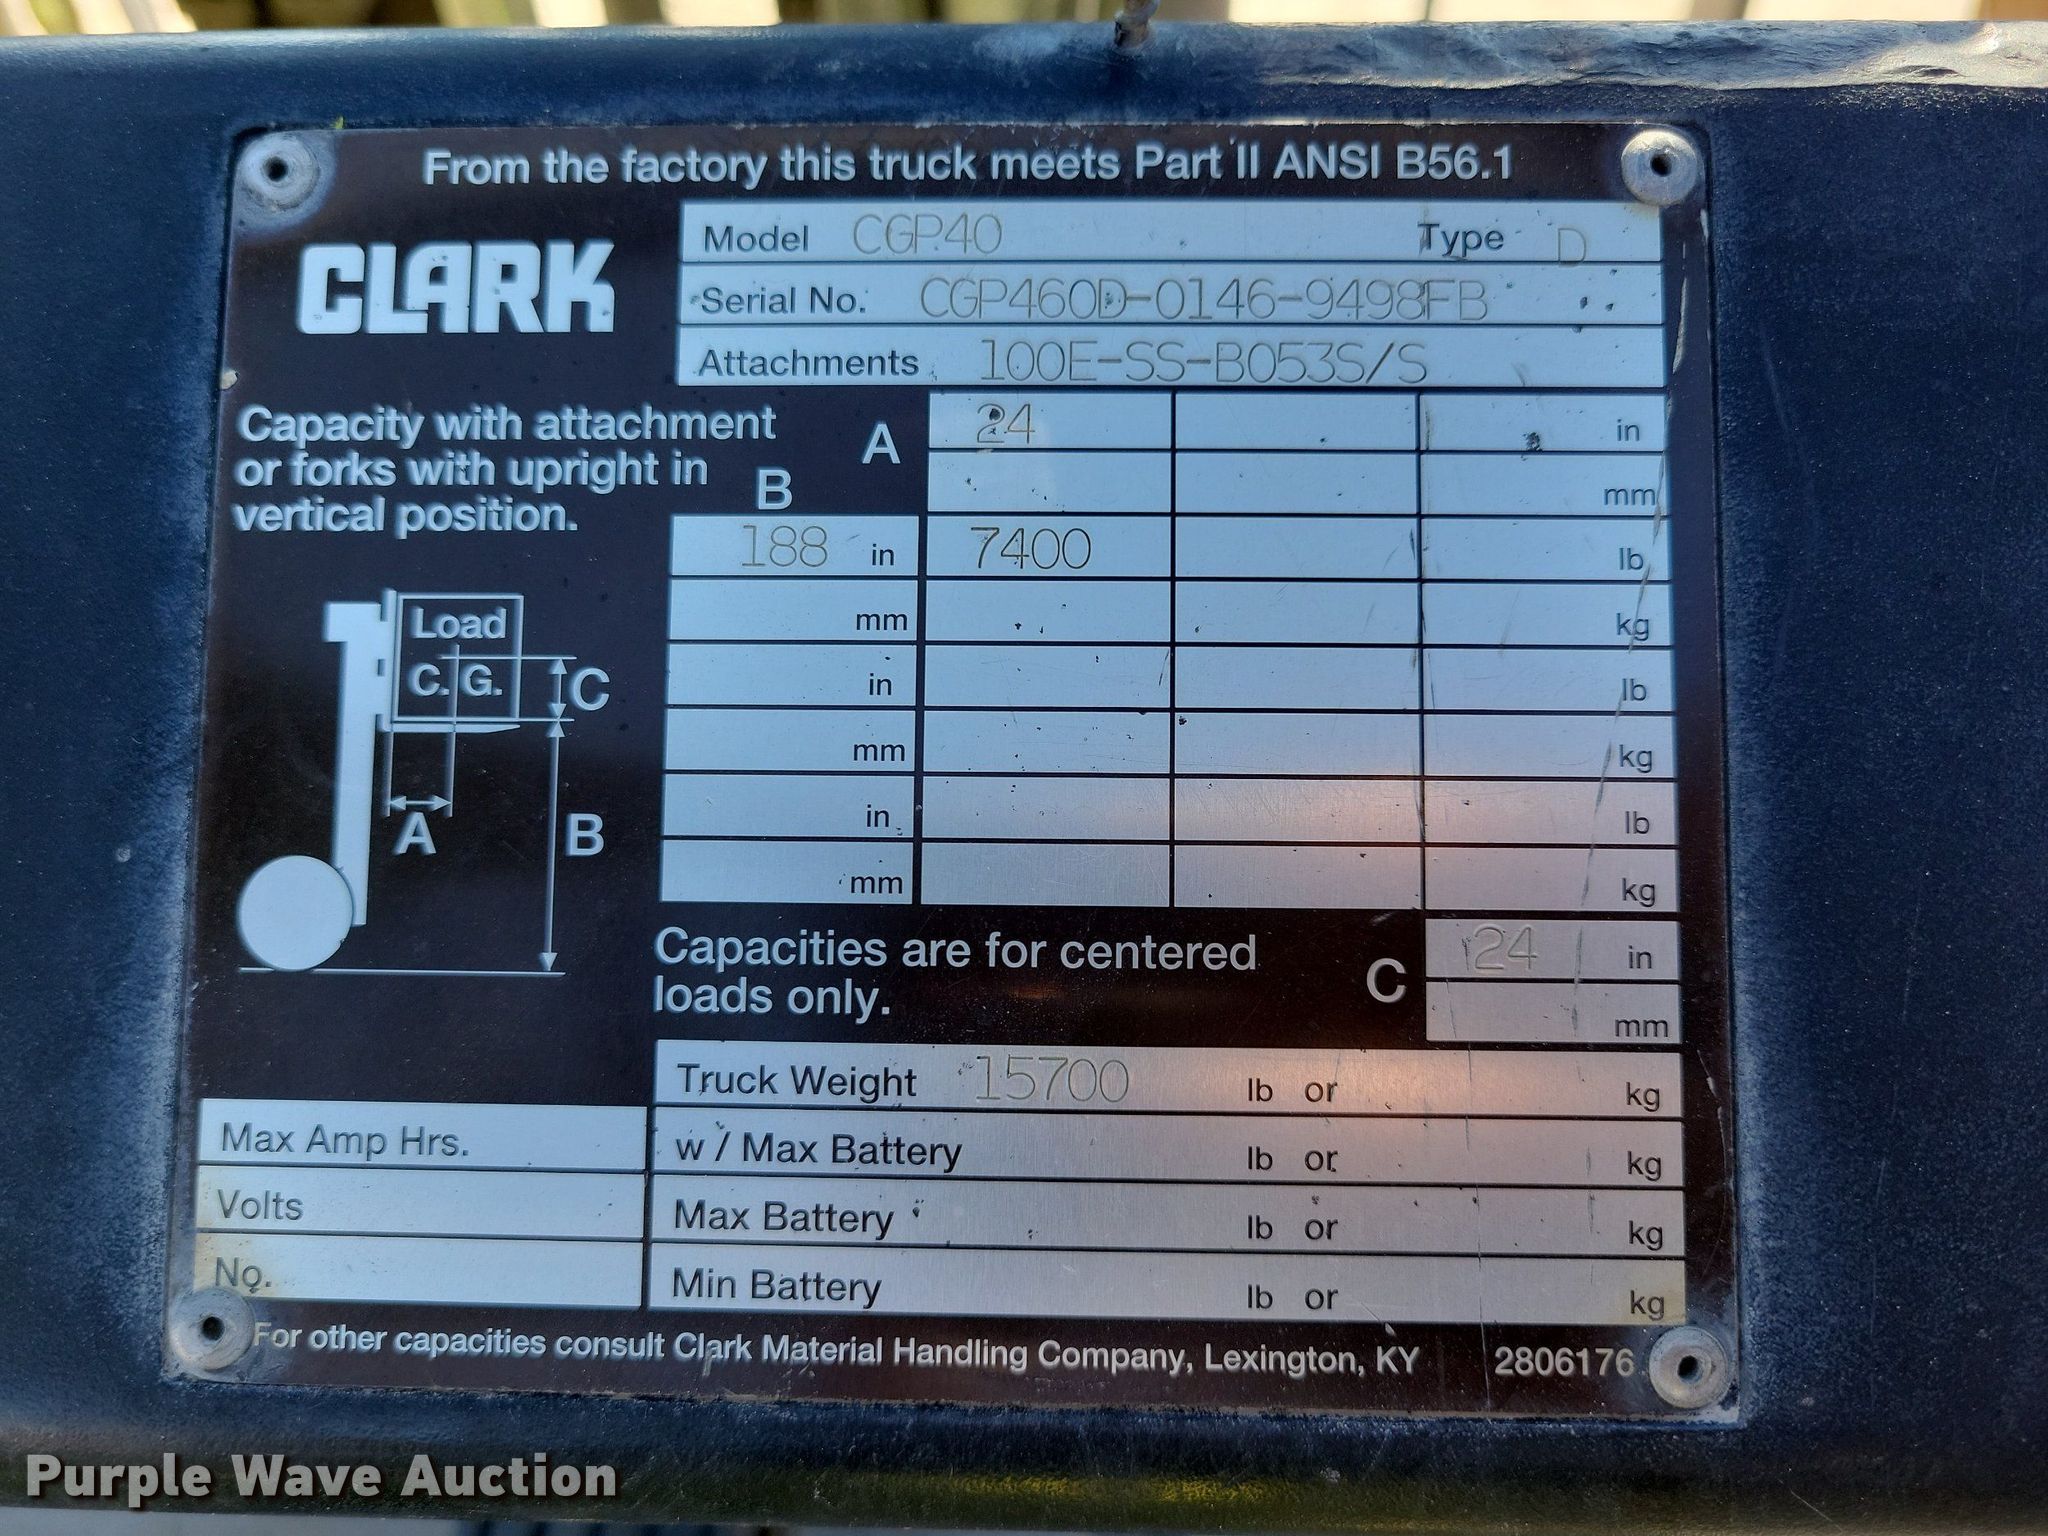 From the factory this truck meets Part II ANSI B56.1
CLARK
Model CGP40 Type D
Serial No. CGP460D-0146-9498FB
Attachments 100E-SS-B053S/S
Capacity with attachment
or forks with upright in
vertical position.
A 24 in
mm
B
188 in 7400 lb
mm kg
in lb
mm kg
in lb
mm kg
Load
C.G.
C
A
B
Capacities are for centered
loads only.
C 24 in
mm
Truck Weight 15700 lb or kg
w / Max Battery lb or kg
Max Battery lb or kg
Min Battery lb or kg
Max Amp Hrs.
Volts
No.
For other capacities consult Clark Material Handling Company, Lexington, KY 2806176
Purple Wave Auction